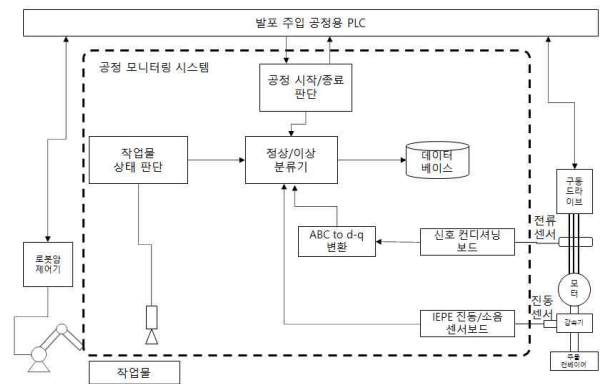 발포 주입 공정용 PLC
공정 모니터링 시스템
공정 시작/종료
판단
작업물
상태 판단
정상/이상
분류기
데이터
베이스
구동
드라
이브
전류
센서
ABC to d-q
변환
신호 컨디셔닝
보드
로봇암
제어기
모
터
진동
센서
IEPE 진동/소음
센서보드
감속기
주물
컨베이어
작업물